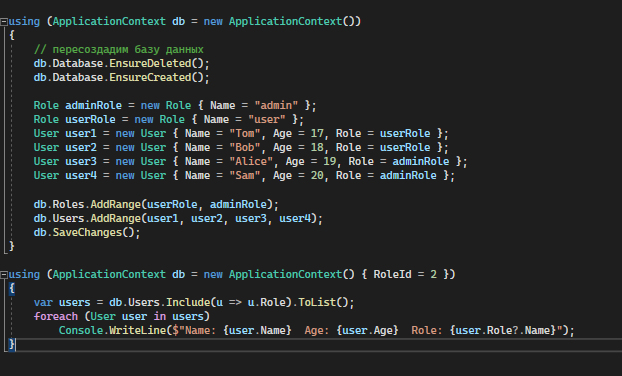 using (ApplicationContext db = new ApplicationContext())
{
    // пересоздадим базу данных
    db.Database.EnsureDeleted();
    db.Database.EnsureCreated();

    Role adminRole = new Role { Name = "admin" };
    Role userRole = new Role { Name = "user" };
    User user1 = new User { Name = "Tom", Age = 17, Role = userRole };
    User user2 = new User { Name = "Bob", Age = 18, Role = userRole };
    User user3 = new User { Name = "Alice", Age = 19, Role = adminRole };
    User user4 = new User { Name = "Sam", Age = 20, Role = adminRole };

    db.Roles.AddRange(userRole, adminRole);
    db.Users.AddRange(user1, user2, user3, user4);
    db.SaveChanges();
}

using (ApplicationContext db = new ApplicationContext() { RoleId = 2 })
{
    var users = db.Users.Include(u => u.Role).ToList();
    foreach (User user in users)
        Console.WriteLine($"Name: {user.Name}  Age: {user.Age}  Role: {user.Role?.Name}");
}